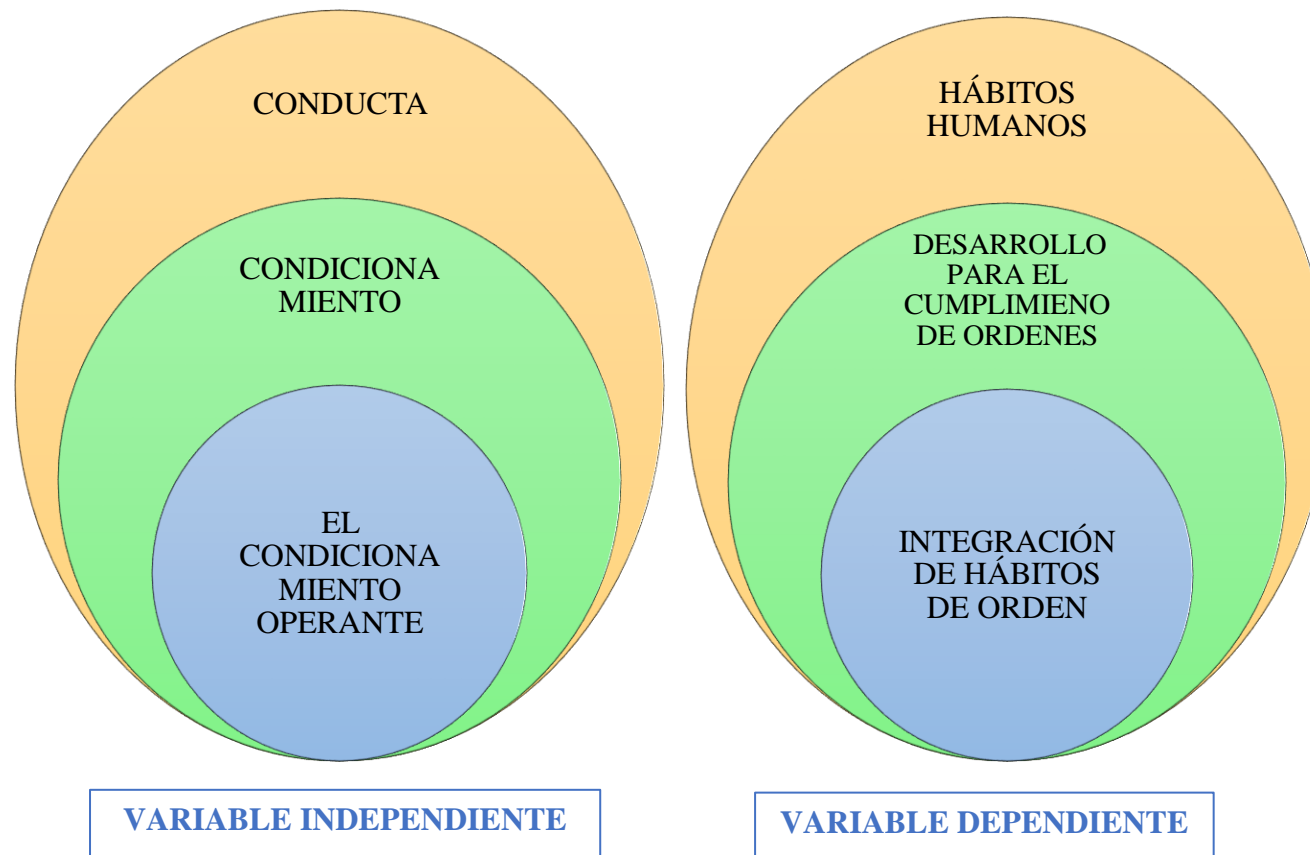 CONDUCTA
CONDICIONA
MIENTO
EL
CONDICIONA
MIENTO
OPERANTE
VARIABLE INDEPENDIENTE
HÁBITOS
HUMANOS
DESARROLLO
PARA EL
CUMPLIMIENO
DE ORDENES
INTEGRACIÓN
DE HÁBITOS
DE ORDEN
VARIABLE DEPENDIENTE